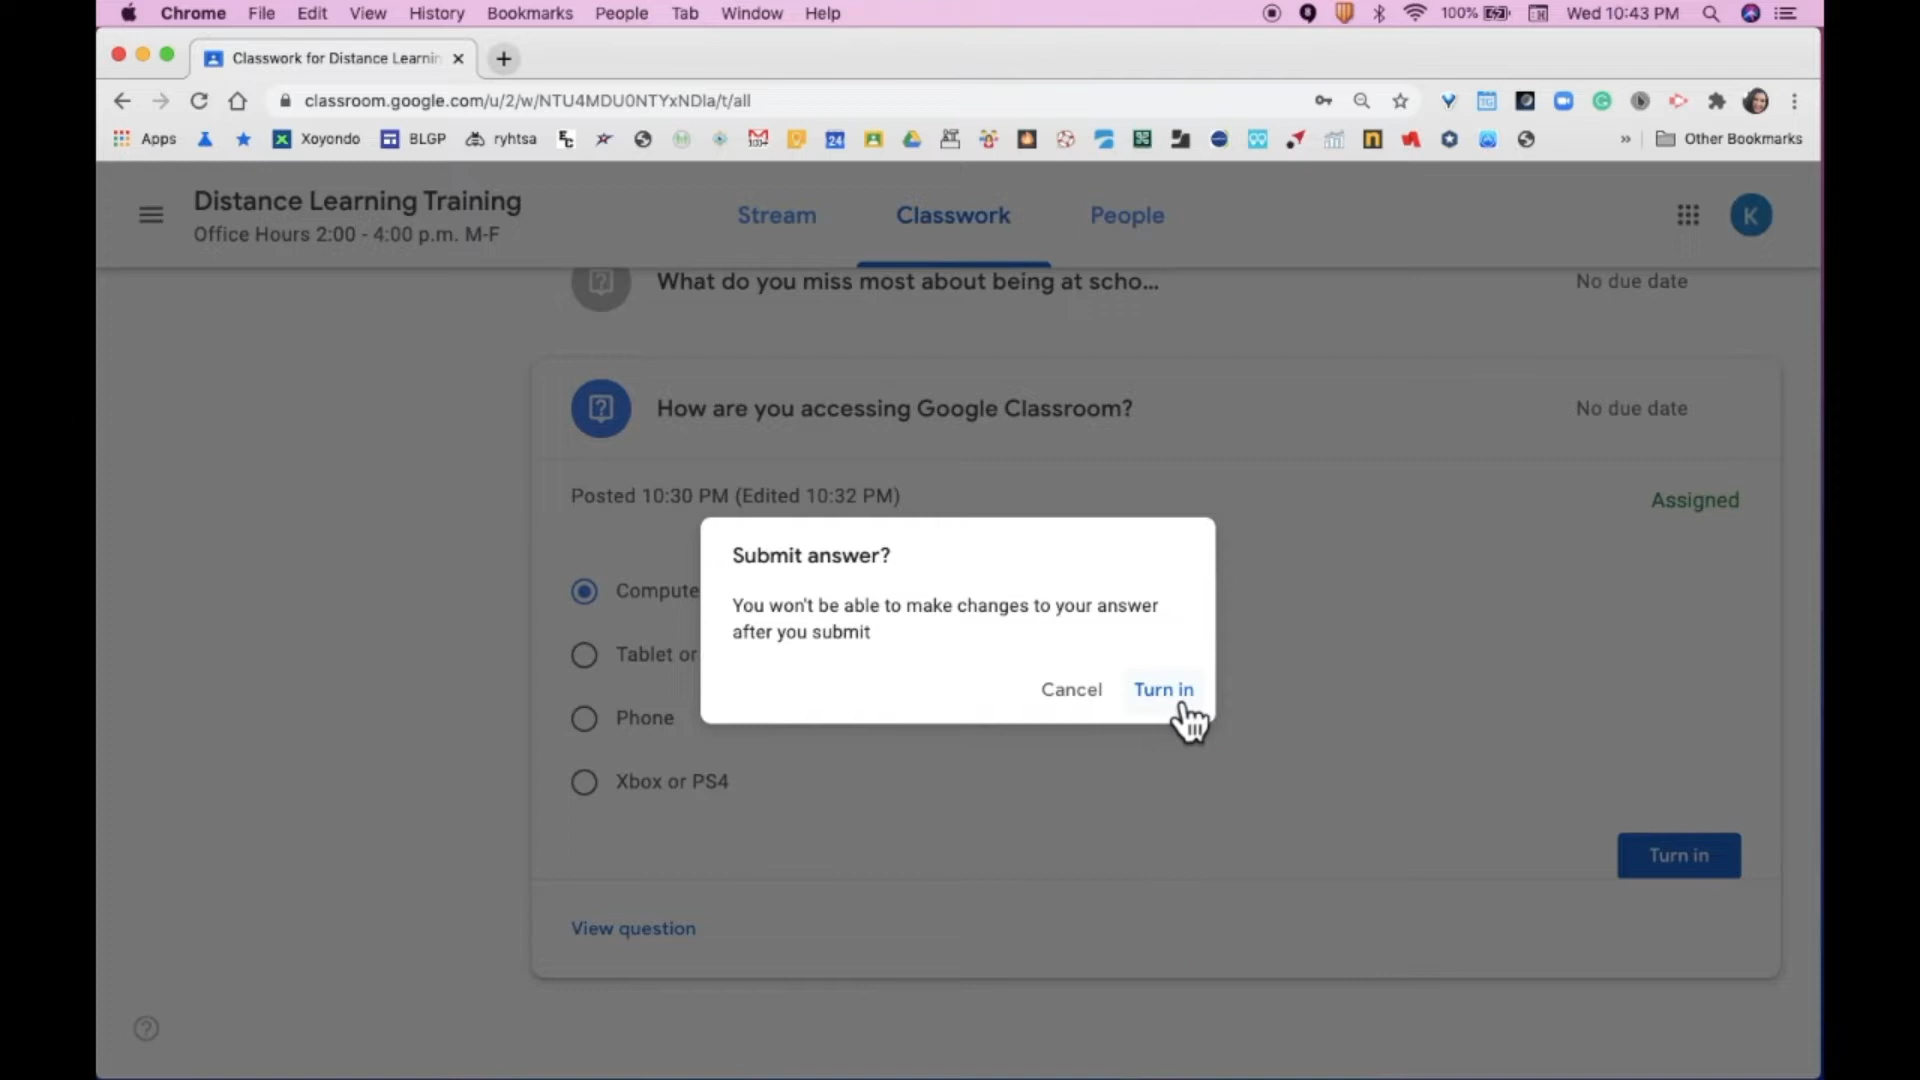 Chrome File Edit View History Bookmarks People Tab Window Help 100% Wed 10:43 PM
Classwork for Distance Learnin
classroom.google.com/u/2/w/NTU4MDU0NTYxNDla/t/all
Apps Xoyondo BLGP ryhtsa 24 » Other Bookmarks
Distance Learning Training
Office Hours 2:00 - 4:00 p.m. M-F
Stream Classwork People
K
What do you miss most about being at scho... No due date
How are you accessing Google Classroom? No due date
Posted 10:30 PM (Edited 10:32 PM)
Assigned
Submit answer?
You won't be able to make changes to your answer
after you submit
Cancel Turn in
Compute
Tablet or
Phone
Xbox or PS4
Turn in
View question